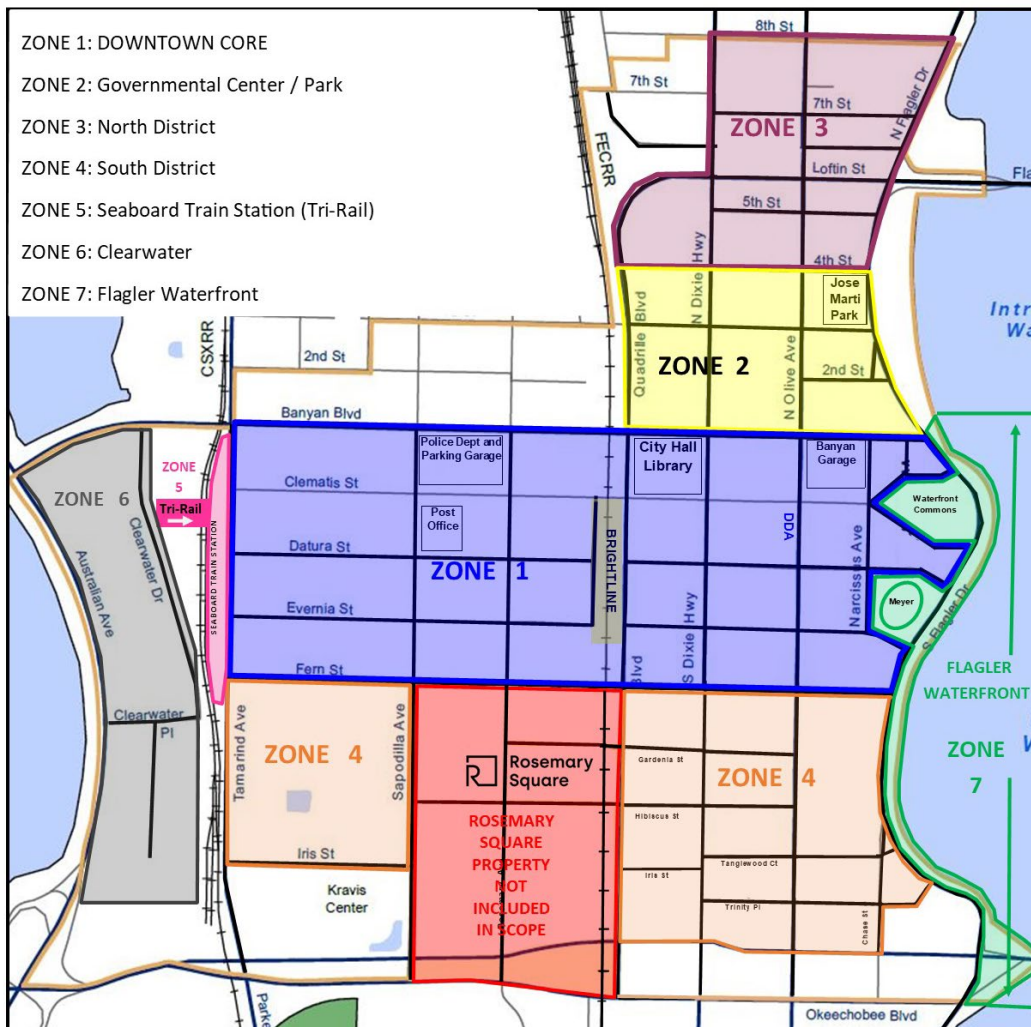 ZONE 1: DOWNTOWN CORE
ZONE 2: Governmental Center / Park
ZONE 3: North District
ZONE 4: South District
ZONE 5: Seaboard Train Station (Tri-Rail)
ZONE 6: Clearwater
ZONE 7: Flagler Waterfront
8th St
7th St
7th St
N Flagler Dr
ZONE 3
FECRR
Loftin St
Fla
5th St
N Dixie Hwy
4th St
Jose
Marti
Park
Intr
Wa
Quadrille Blvd
ZONE 2
N Olive Ave
2nd St
2nd St
CSXRR
Banyan Blvd
Police Dept and
Parking Garage
City Hall
Library
Banyan
Garage
ZONE
5
Tri-Rail
ZONE 6
Clematis St
Waterfront
Commons
Post
Office
DDA
Clearwater Dr
Australian Ave
SEABOARD TRAIN STATION
Datura St
ZONE 1
BRIGHTLINE
Narcissus Ave
Evernia St
S Dixie Hwy
Meyer
S Flagler Dr
Fern St
Blvd
FLAGLER
WATERFRONT
Clearwater
Pl
Tamarind Ave
ZONE 4
Sapodilla Ave
Rosemary
Square
Gardenia St
ZONE 4
ZONE
7
ROSEMARY
SQUARE
PROPERTY
NOT
INCLUDED
IN SCOPE
Hibiscus St
Iris St
Tanglewood Ct
Iris St
Kravis
Center
Trinity Pl
Chase St
Parke
Okeechobee Blvd